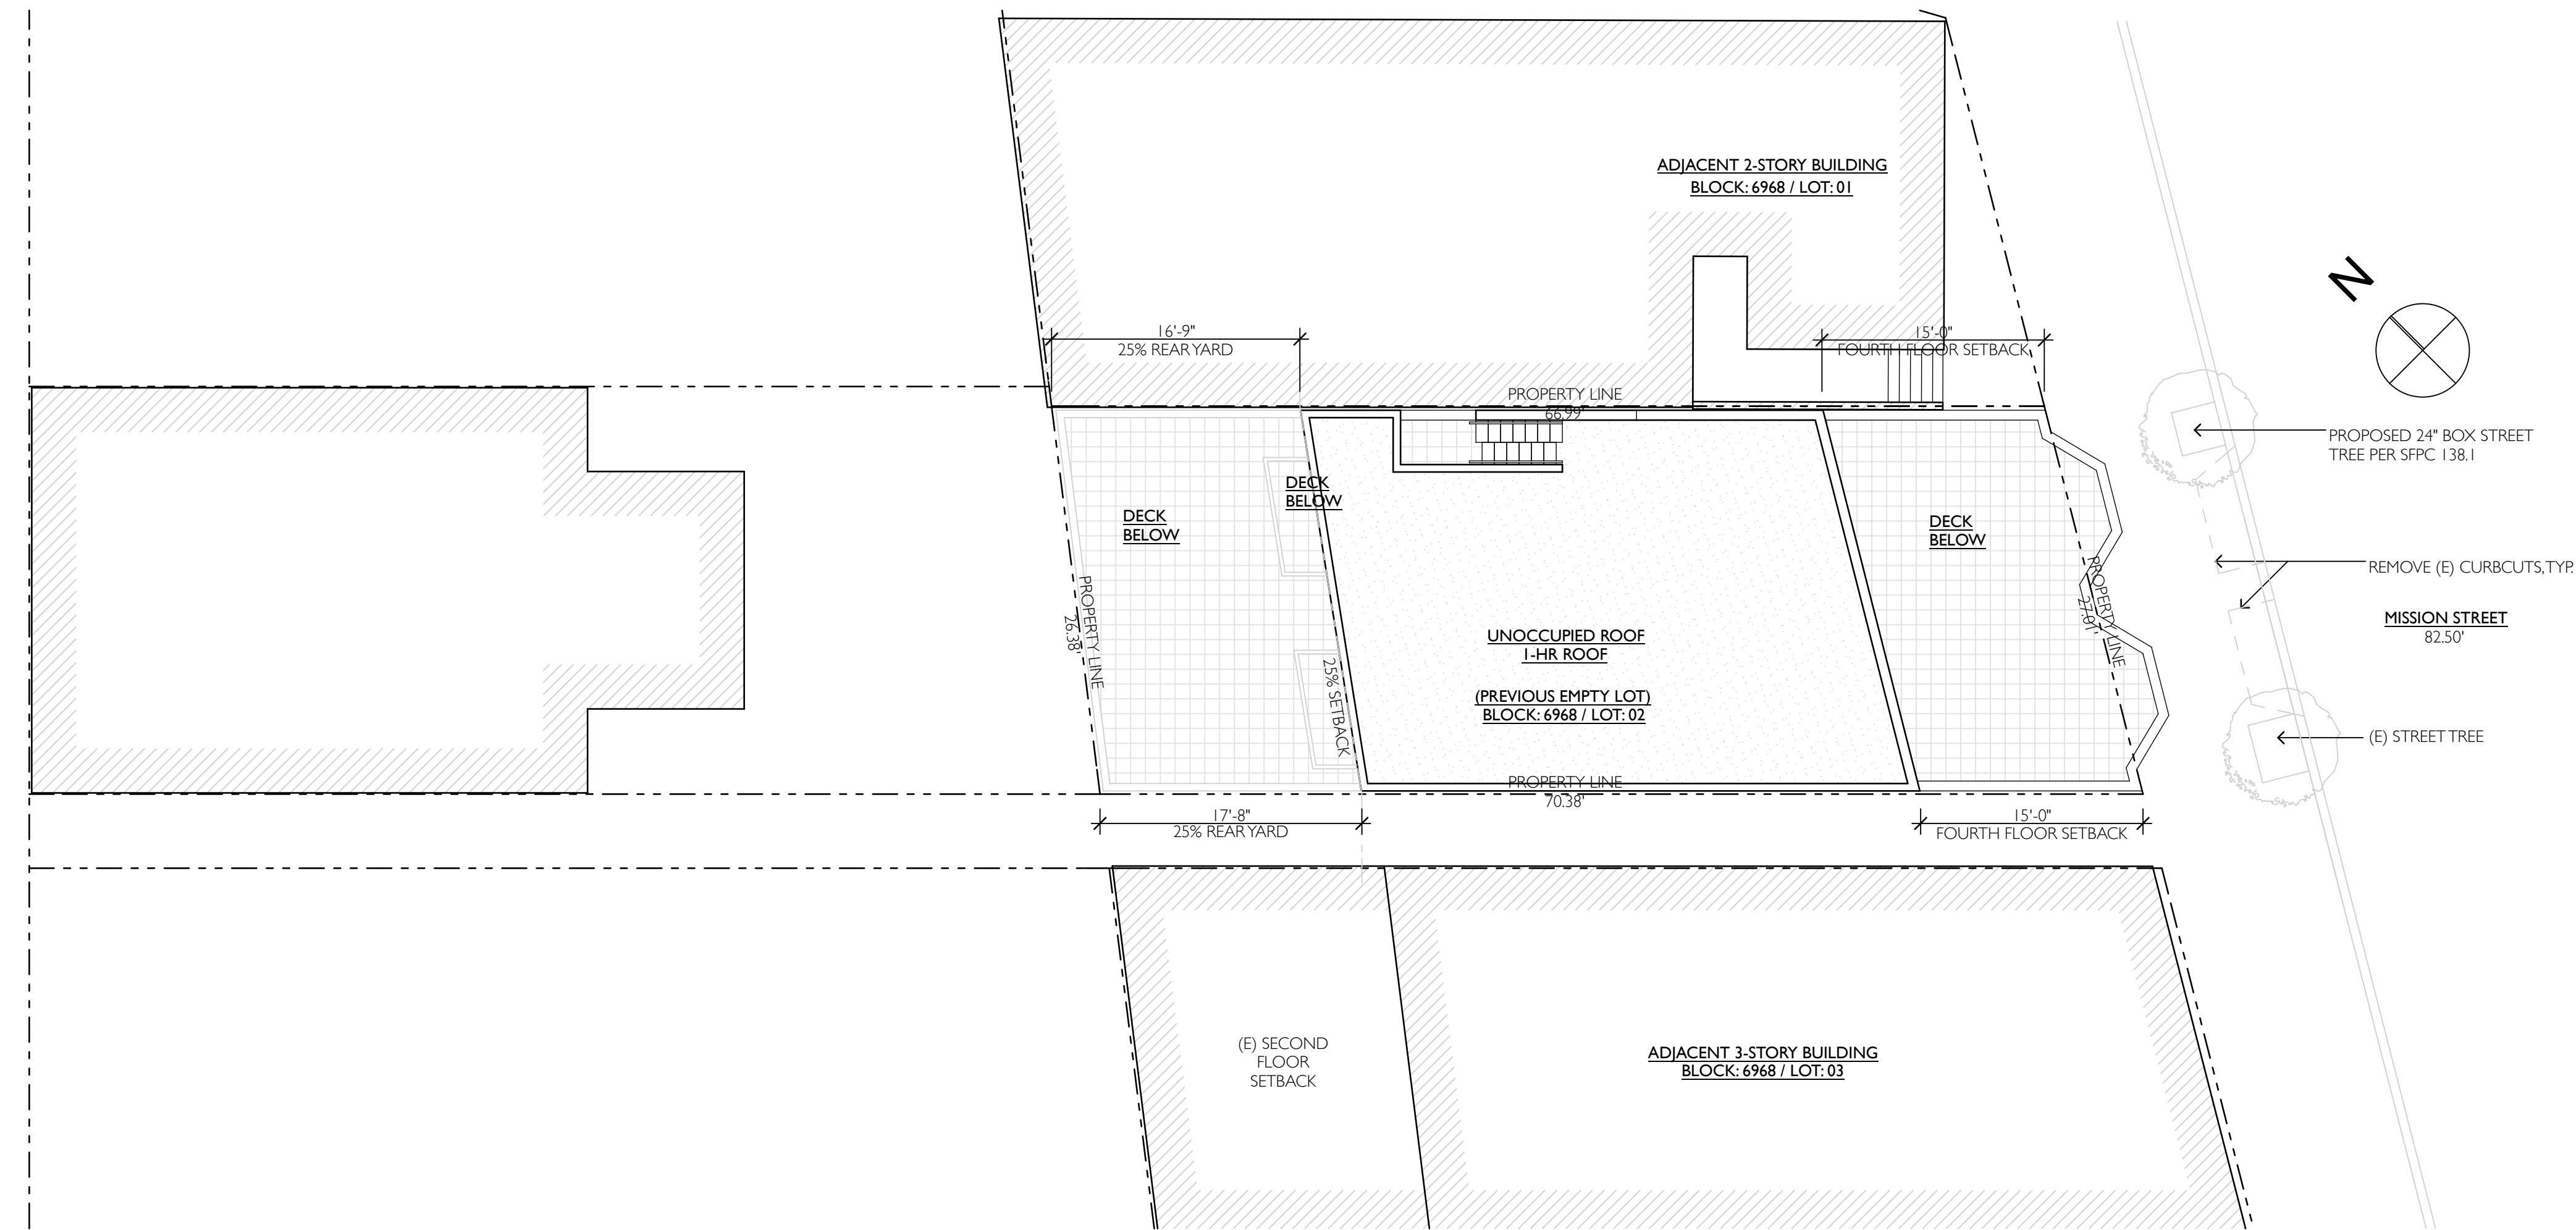 ADJACENT 2-STORY BUILDING
BLOCK: 6968 / LOT: 01
N
16'-9"
25% REAR YARD
15'-0"
FOURTH FLOOR SETBACK
PROPERTY LINE
66.99'
PROPOSED 24" BOX STREET
TREE PER SFPC 138.1
DECK
BELOW
DECK
BELOW
DECK
BELOW
REMOVE (E) CURBCUTS, TYP.
MISSION STREET
82.50'
PROPERTY LINE
26.38'
25% SETBACK
UNOCCUPIED ROOF
1-HR ROOF
(PREVIOUS EMPTY LOT)
BLOCK: 6968 / LOT: 02
PROPERTY LINE
27.01'
(E) STREET TREE
PROPERTY LINE
70.38'
17'-8"
25% REAR YARD
15'-0"
FOURTH FLOOR SETBACK
(E) SECOND
FLOOR
SETBACK
ADJACENT 3-STORY BUILDING
BLOCK: 6968 / LOT: 03